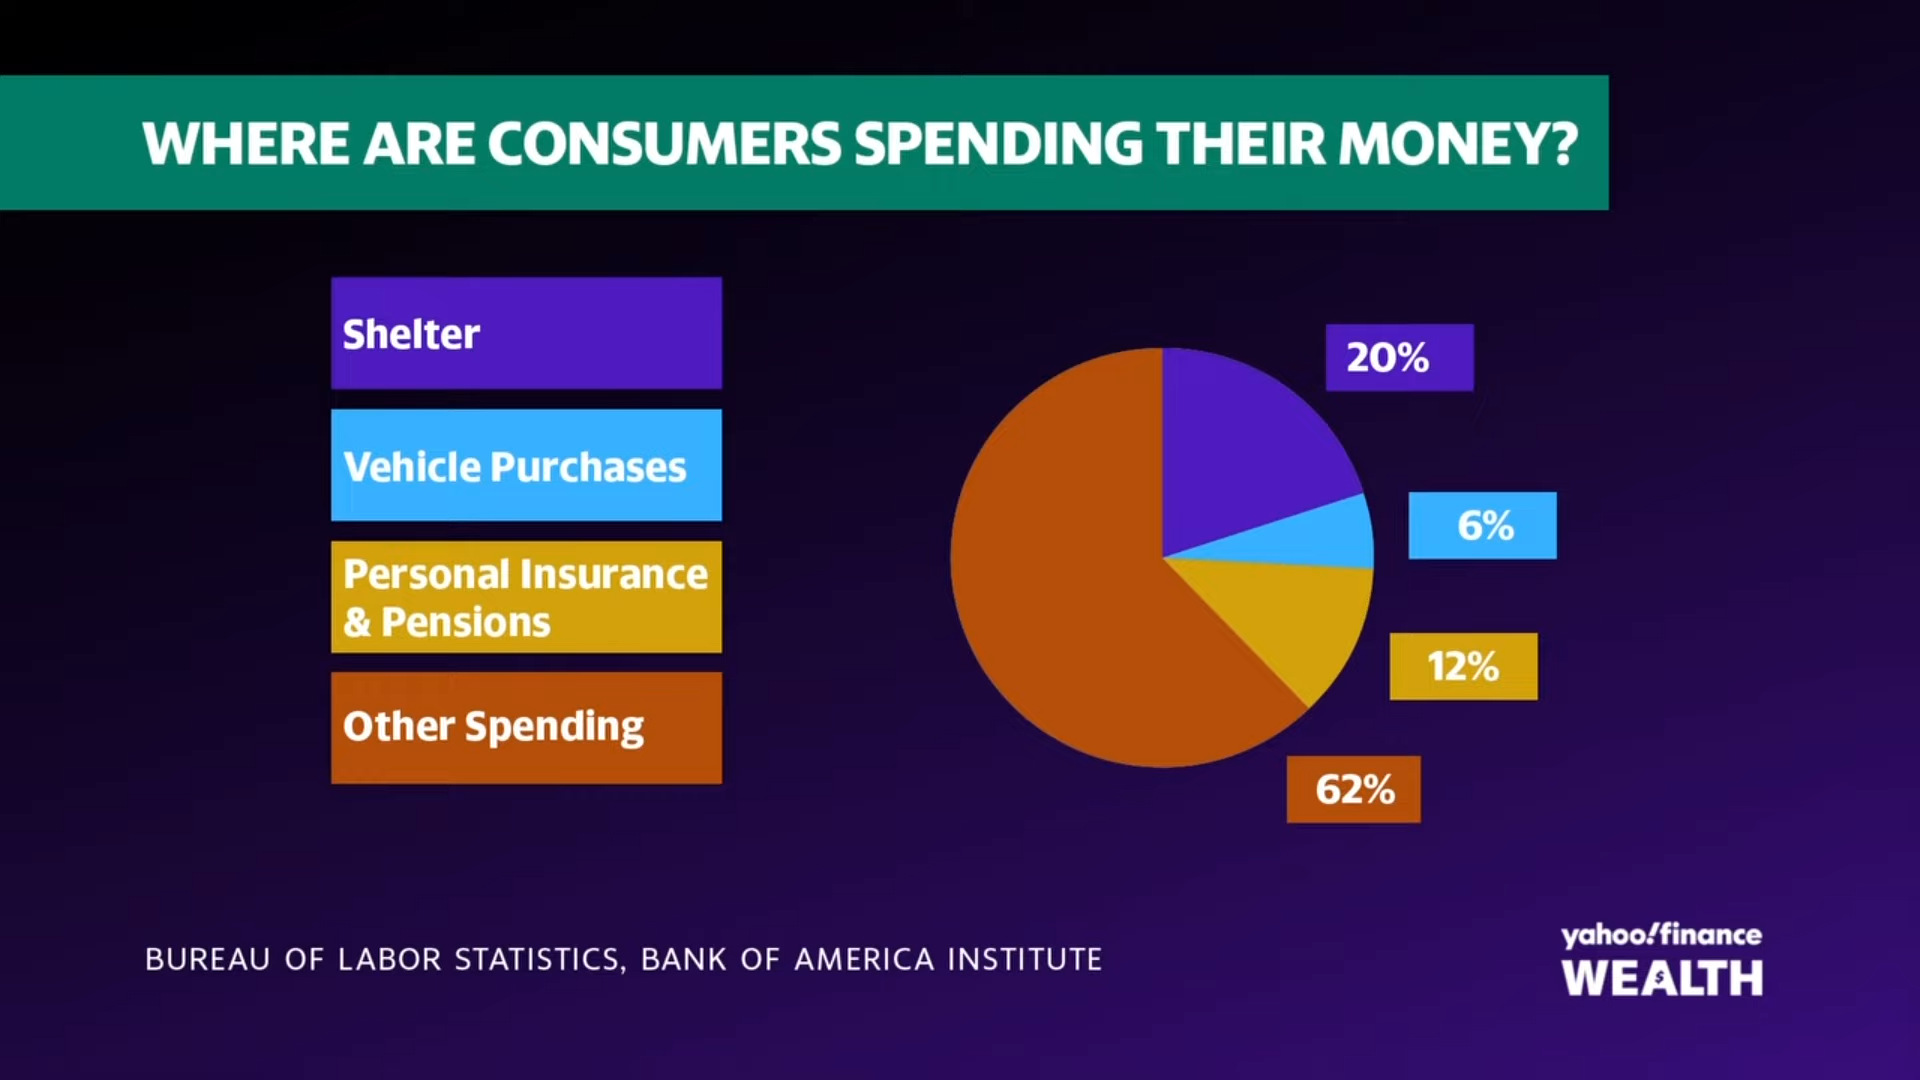 WHERE ARE CONSUMERS SPENDING THEIR MONEY?
Shelter
Vehicle Purchases
Personal Insurance
& Pensions
Other Spending
20%
6%
12%
62%
BUREAU OF LABOR STATISTICS, BANK OF AMERICA INSTITUTE
yahoo!finance
WEALTH